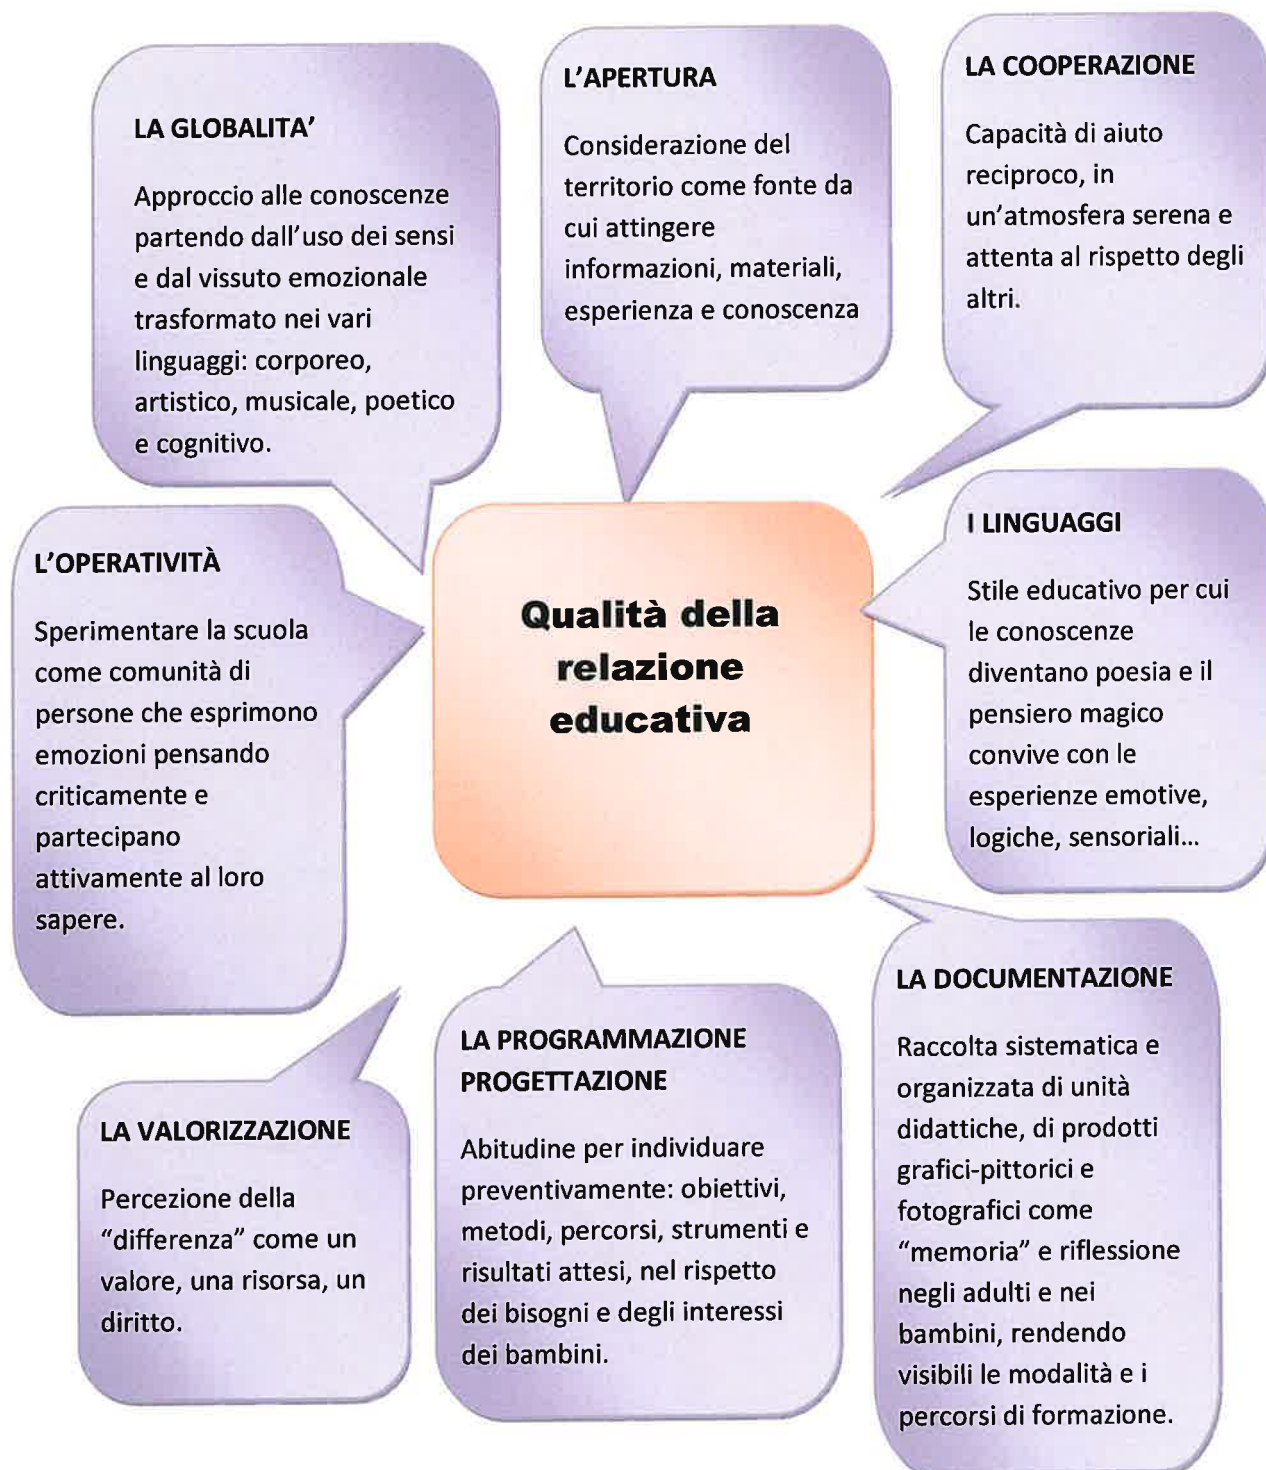 LA GLOBALITA’
Approccio alle conoscenze
partendo dall’uso dei sensi
e dal vissuto emozionale
trasformato nei vari
linguaggi: corporeo,
artistico, musicale, poetico
e cognitivo.
L’APERTURA
Considerazione del
territorio come fonte da
cui attingere
informazioni, materiali,
esperienza e conoscenza
LA COOPERAZIONE
Capacità di aiuto
reciproco, in
un’atmosfera serena e
attenta al rispetto degli
altri.
L’OPERATIVITÀ
Sperimentare la scuola
come comunità di
persone che esprimono
emozioni pensando
criticamente e
partecipano
attivamente al loro
sapere.
Qualità della
relazione
educativa
I LINGUAGGI
Stile educativo per cui
le conoscenze
diventano poesia e il
pensiero magico
convive con le
esperienze emotive,
logiche, sensoriali...
LA VALORIZZAZIONE
Percezione della
“differenza” come un
valore, una risorsa, un
diritto.
LA PROGRAMMAZIONE
PROGETTAZIONE
Abitudine per individuare
preventivamente: obiettivi,
metodi, percorsi, strumenti e
risultati attesi, nel rispetto
dei bisogni e degli interessi
dei bambini.
LA DOCUMENTAZIONE
Raccolta sistematica e
organizzata di unità
didattiche, di prodotti
grafici-pittorici e
fotografici come
“memoria” e riflessione
negli adulti e nei
bambini, rendendo
visibili le modalità e i
percorsi di formazione.